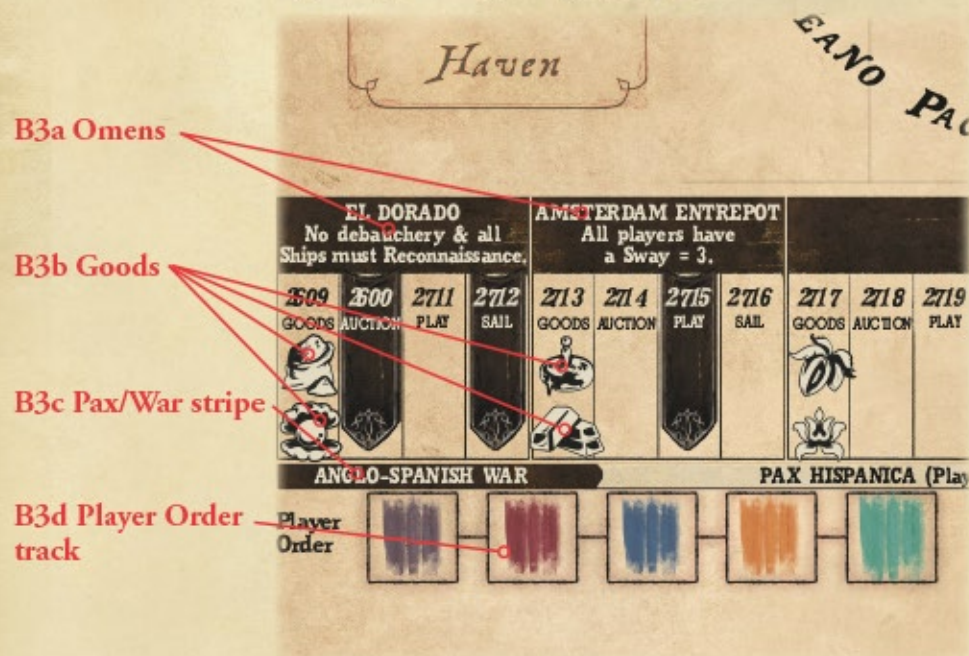 Haven
EANO PAC
B3a Omens
EL DORADO
No debauchery & all
Ships must Reconnaissance.
AMSTERDAM ENTREPOT
All players have
a Sway = 3.
B3b Goods
2609 2600 2711 2712 2713 2714 2715 2716 2717 2718 2719
GOODS AUCTION PLAY SAIL GOODS AUCTION PLAY SAIL GOODS AUCTION PLAY
B3c Pax/War stripe
ANGLO-SPANISH WAR PAX HISPANICA (Play
B3d Player Order
track
Player
Order